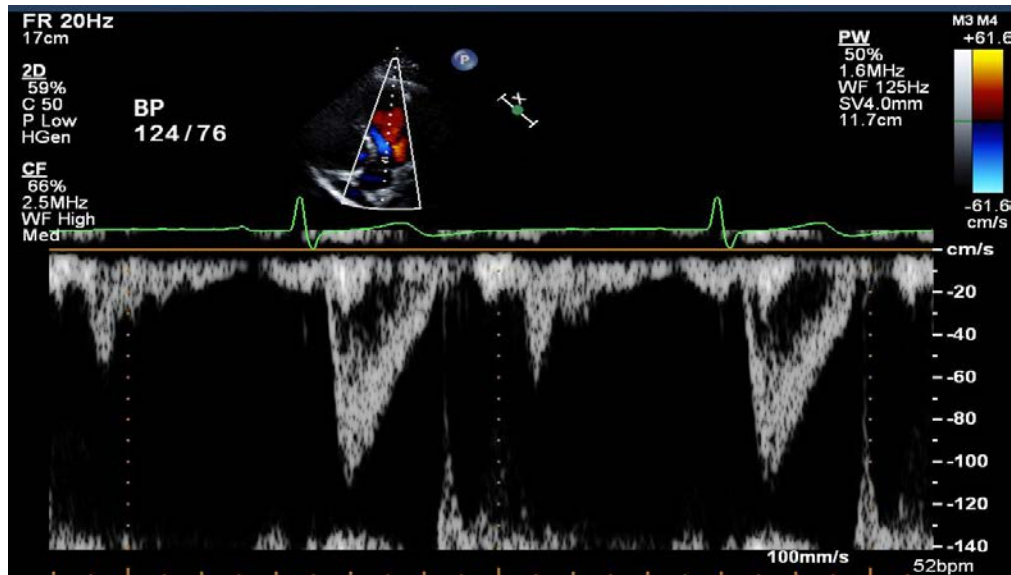 FR 20Hz
17cm
2D
59%
C 50
P Low
HGen
CF
66%
2.5MHz
WF High
Med
BP
124/76
P
X
PW
50%
1.6MHz
WF 125Hz
SV4.0mm
11.7cm
M3 M4
+61.6
-61.6
cm/s
cm/s
-20
-40
-60
-80
-100
-120
-140
100mm/s
52bpm